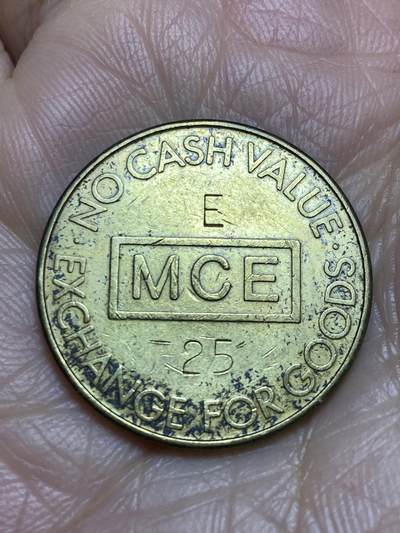 · NO CASH VALUE ·
E
MCE
25
EXCHANGE FOR GOODS